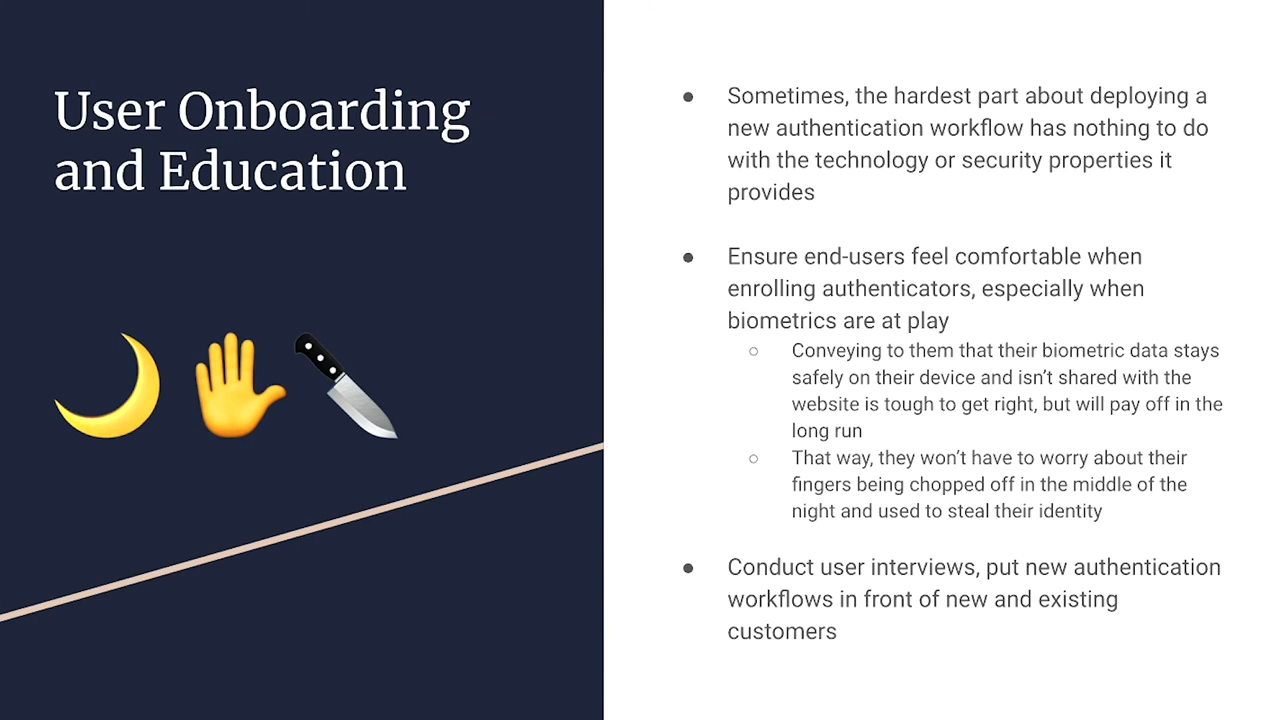 User Onboarding
and Education
● Sometimes, the hardest part about deploying a
new authentication workflow has nothing to do
with the technology or security properties it
provides
● Ensure end-users feel comfortable when
enrolling authenticators, especially when
biometrics are at play
○ Conveying to them that their biometric data stays
safely on their device and isn’t shared with the
website is tough to get right, but will pay off in the
long run
○ That way, they won’t have to worry about their
fingers being chopped off in the middle of the
night and used to steal their identity
● Conduct user interviews, put new authentication
workflows in front of new and existing
customers